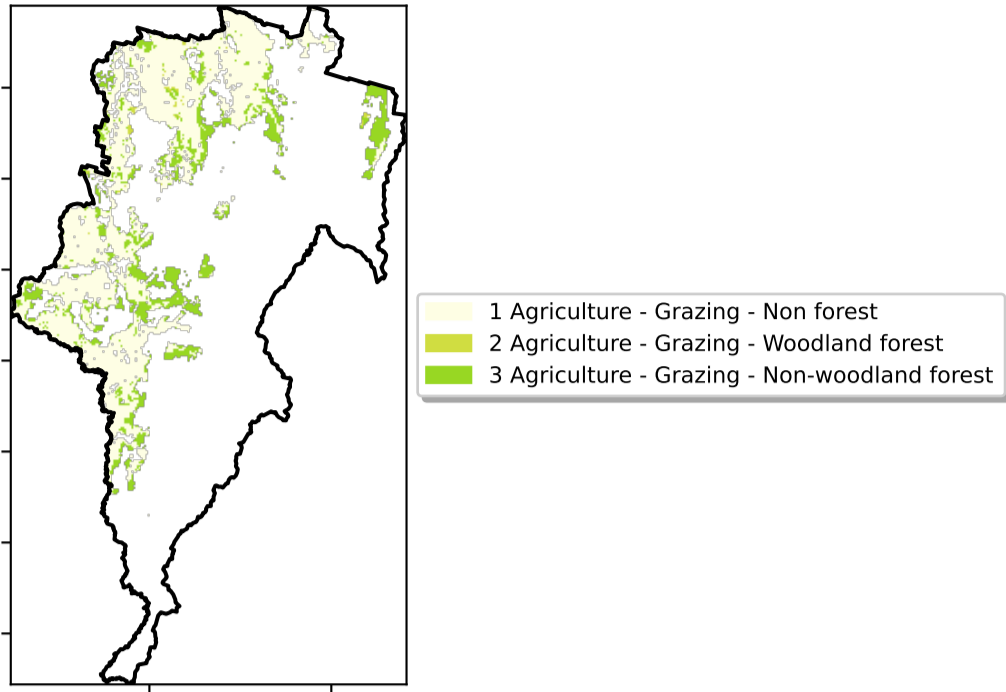 1 Agriculture - Grazing - Non forest
2 Agriculture - Grazing - Woodland forest
3 Agriculture - Grazing - Non-woodland forest